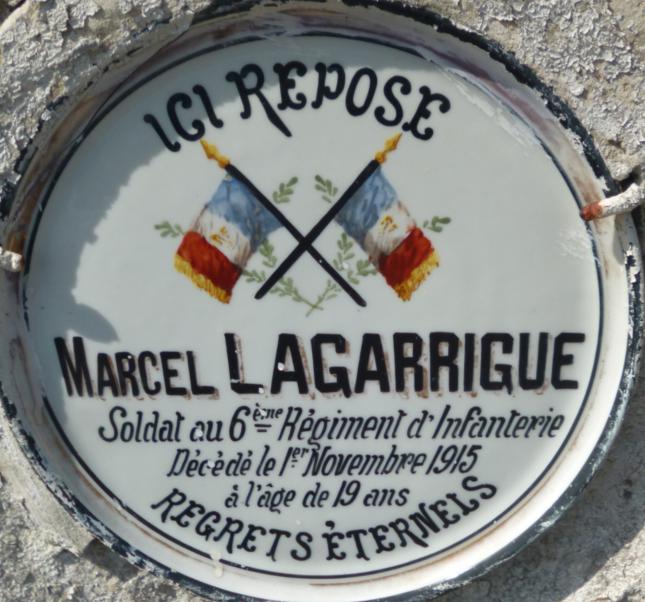 ICI REPOSE
MARCEL LAGARRIGUE
Soldat au 6ème Régiment d'Infanterie
Décédé le 1er Novembre 1915
à l'âge de 19 ans
REGRETS ÉTERNELS